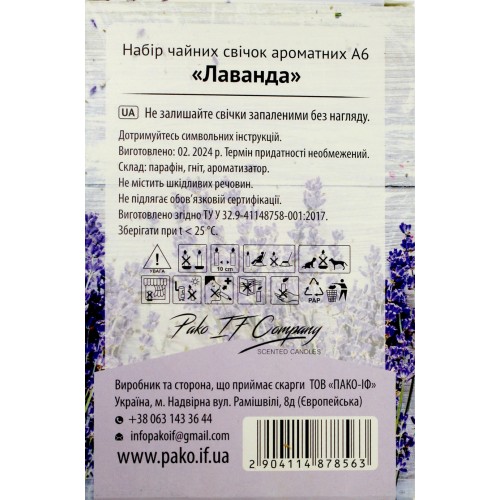 Набір чайних свічок ароматних А6
«Лаванда»
UA Не залишайте свічки запаленими без нагляду.
Дотримуйтесь символьних інструкцій.
Виготовлено: 02. 2024 р. Термін придатності необмежений.
Склад: парафін, гніт, ароматизатор.
Не містить шкідливих речовин.
Не підлягає обов'язковій сертифікації.
Виготовлено згідно ТУ У 32.9-41148758-001:2017.
Зберігати при t < 25 °С.
УВАГА
10 cm
PAP
Pako IF Company
SCENTED CANDLES
Виробник та сторона, що приймає скарги ТОВ «ПАКО-ІФ»
Україна, м. Надвірна вул. Рамішвілі, 8д (Європейська)
+38 063 143 36 44
infopakoif@gmail.com
www.pako.if.ua
2 904114 878563